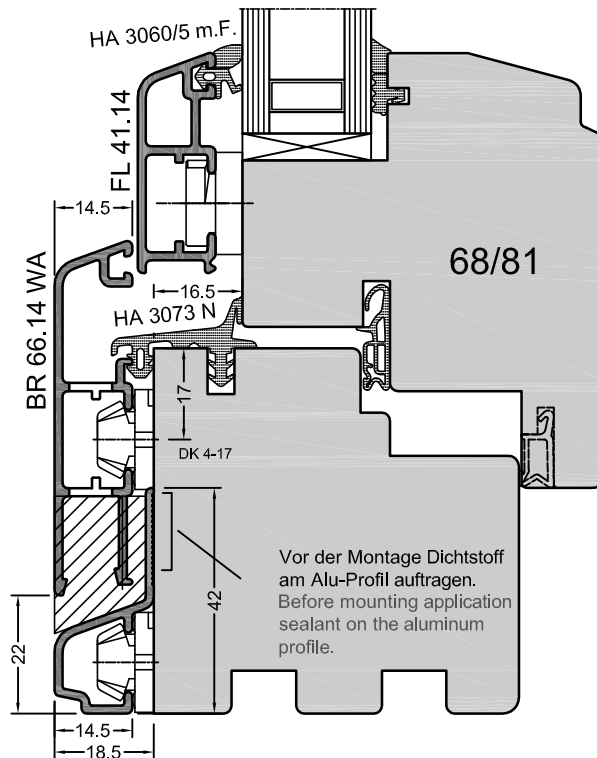 HA 3060/5 m.F.
FL 41.14
14.5
68/81
BR 66.14 WA
16.5
HA 3073 N
17
DK 4-17
Vor der Montage Dichtstoff
am Alu-Profil auftragen.
Before mounting application
sealant on the aluminum
profile.
42
22
14.5
18.5